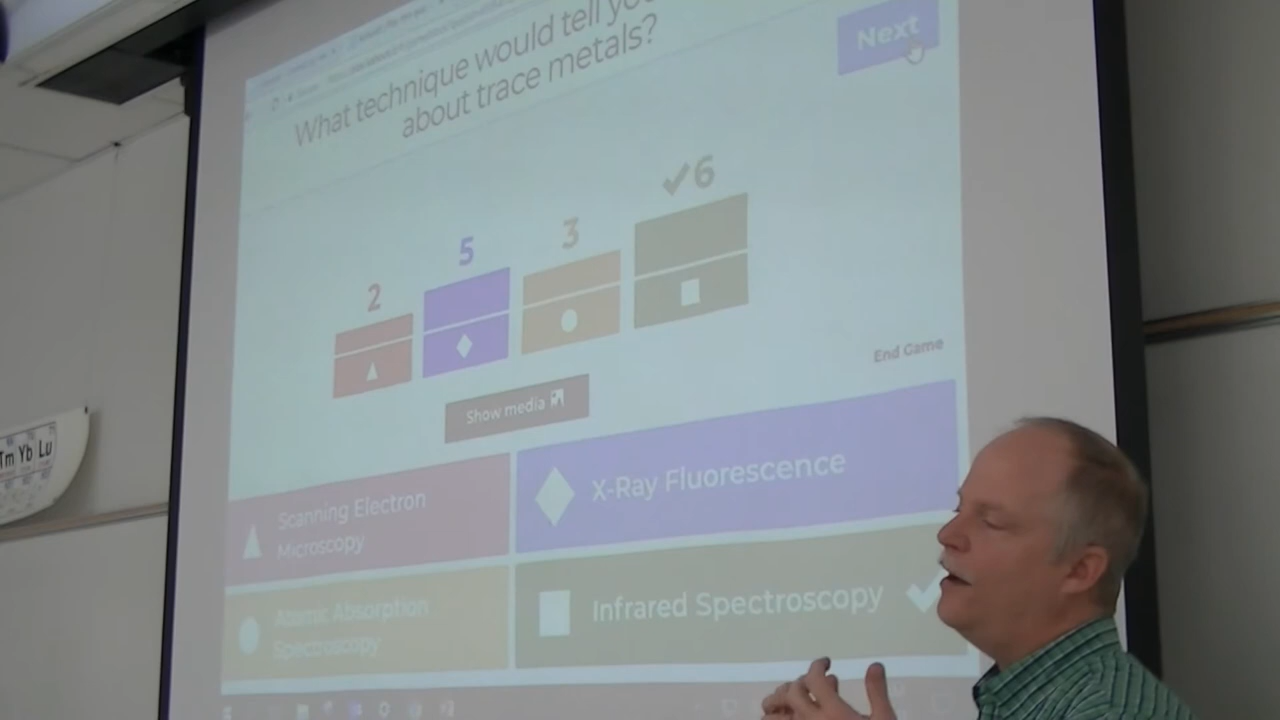 What technique would tell you
about trace metals?
Next
2
5
3
6
Show media
End Game
Scanning Electron
Microscopy
X-Ray Fluorescence
Atomic Absorption
Spectroscopy
Infrared Spectroscopy
Tm Yb Lu